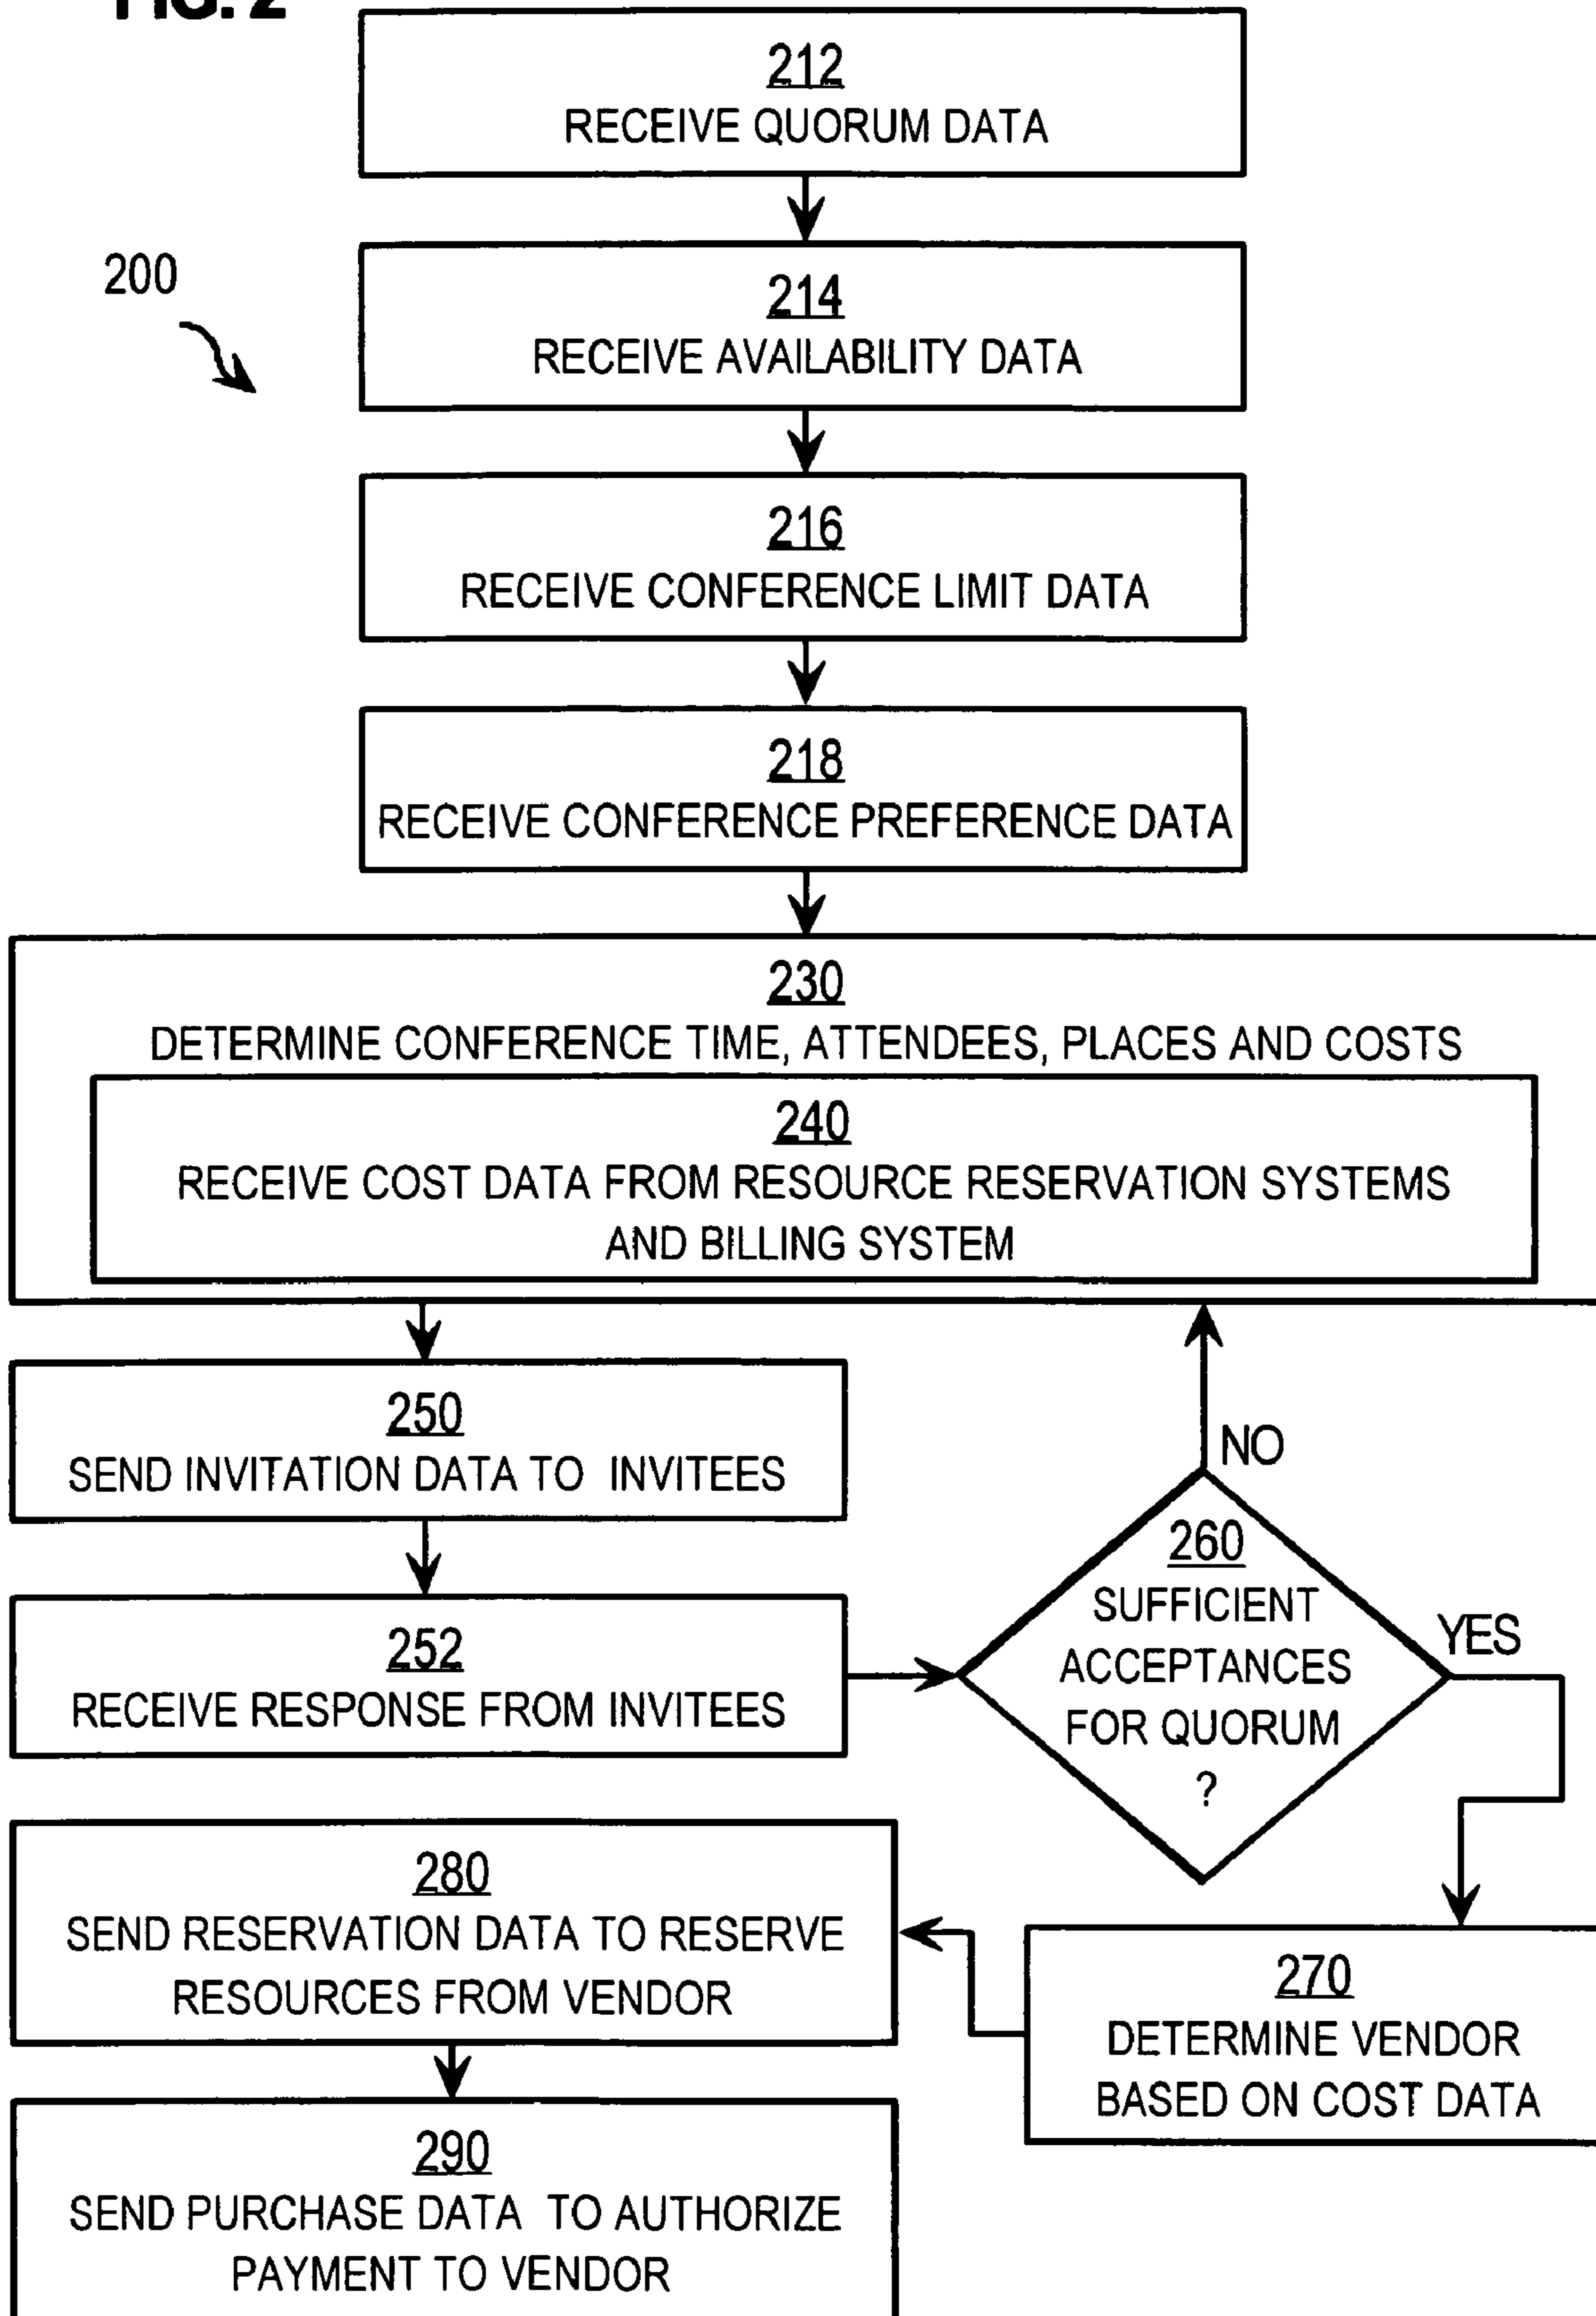 FIG. 2
212
RECEIVE QUORUM DATA
200
214
RECEIVE AVAILABILITY DATA
216
RECEIVE CONFERENCE LIMIT DATA
218
RECEIVE CONFERENCE PREFERENCE DATA
230
DETERMINE CONFERENCE TIME, ATTENDEES, PLACES AND COSTS
240
RECEIVE COST DATA FROM RESOURCE RESERVATION SYSTEMS
AND BILLING SYSTEM
250
SEND INVITATION DATA TO INVITEES
NO
260
SUFFICIENT
ACCEPTANCES
FOR QUORUM
?
YES
252
RECEIVE RESPONSE FROM INVITEES
280
SEND RESERVATION DATA TO RESERVE
RESOURCES FROM VENDOR
270
DETERMINE VENDOR
BASED ON COST DATA
290
SEND PURCHASE DATA TO AUTHORIZE
PAYMENT TO VENDOR